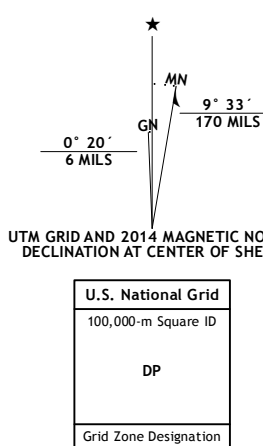 ★
MN
GN
9° 33´
170 MILS
0° 20´
6 MILS
UTM GRID AND 2014 MAGNETIC NO
DECLINATION AT CENTER OF SHE
U.S. National Grid
100,000-m Square ID
DP
Grid Zone Designation